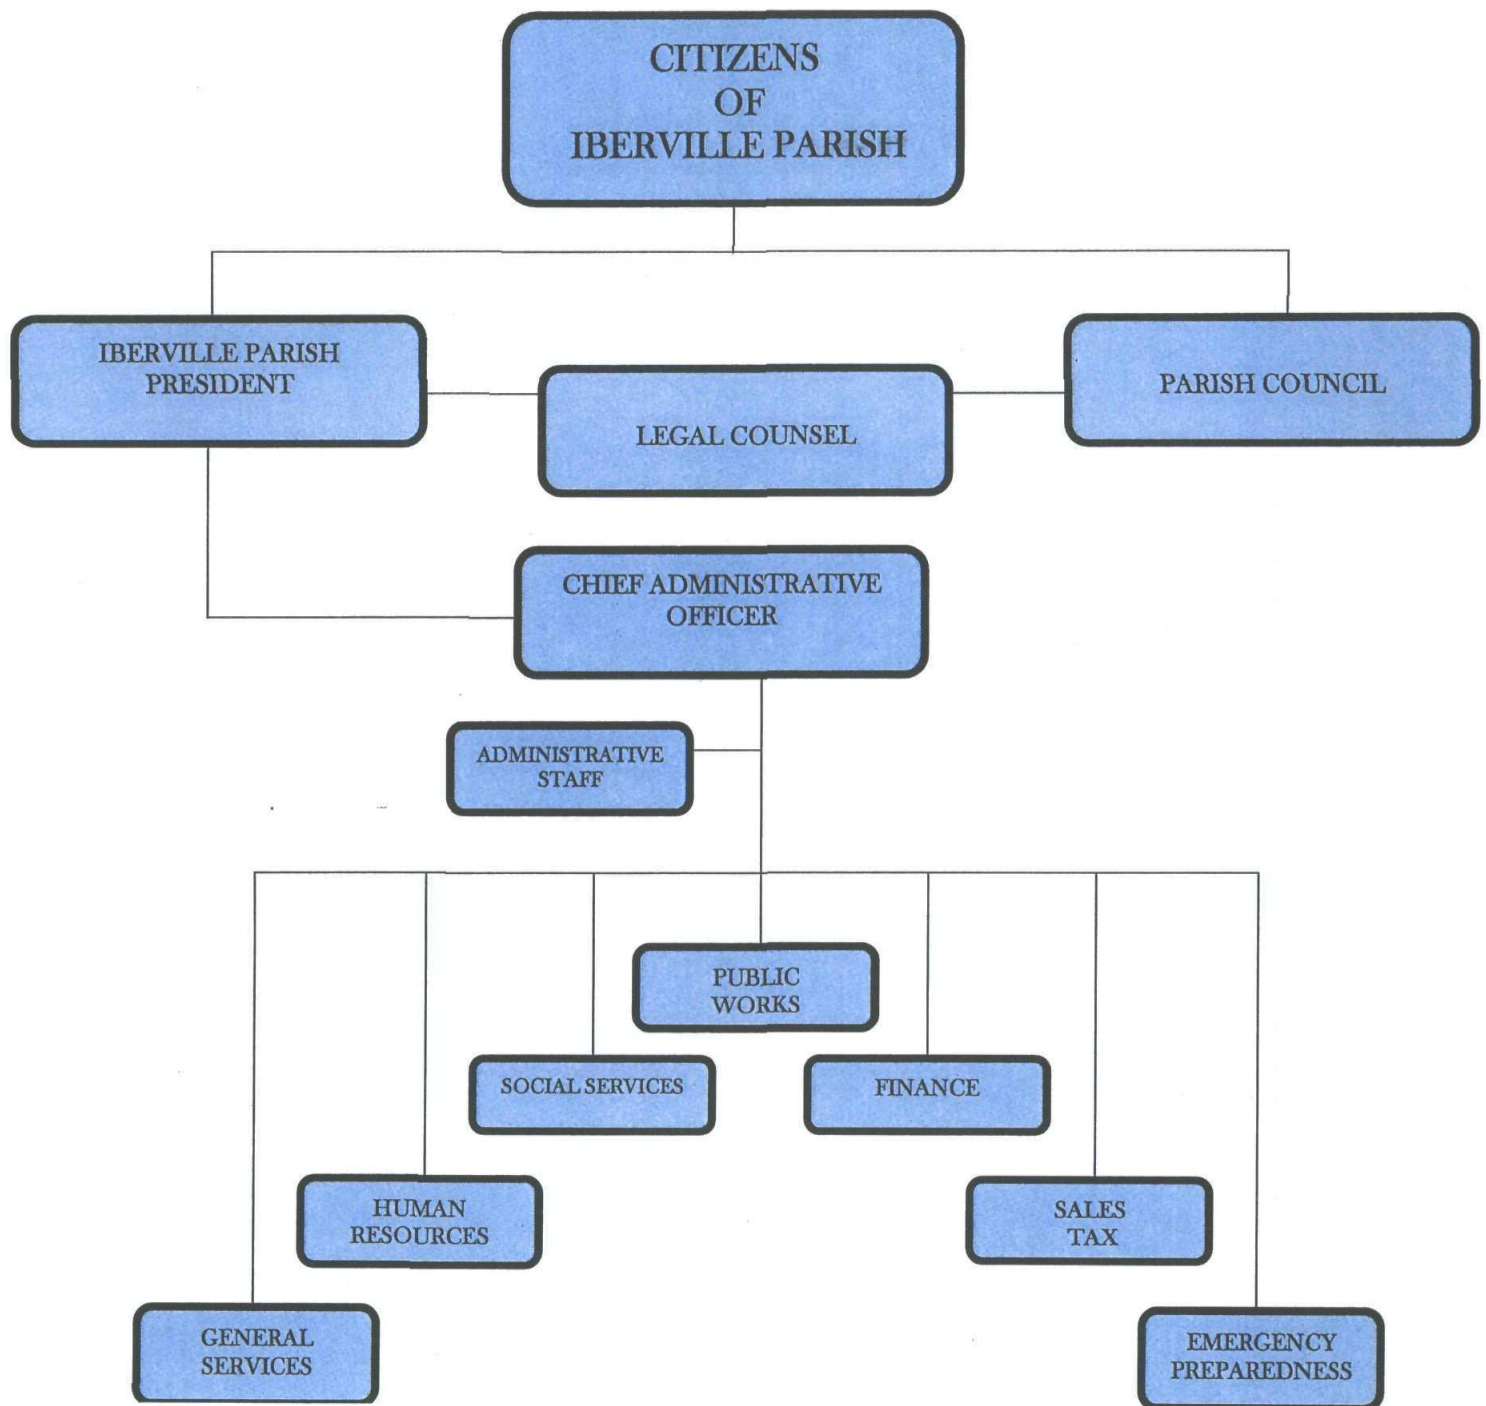 CITIZENS
OF
IBERVILLE PARISH
IBERVILLE PARISH
PRESIDENT
LEGAL COUNSEL
PARISH COUNCIL
CHIEF ADMINISTRATIVE
OFFICER
ADMINISTRATIVE
STAFF
PUBLIC
WORKS
SOCIAL SERVICES
FINANCE
HUMAN
RESOURCES
SALES
TAX
GENERAL
SERVICES
EMERGENCY
PREPAREDNESS